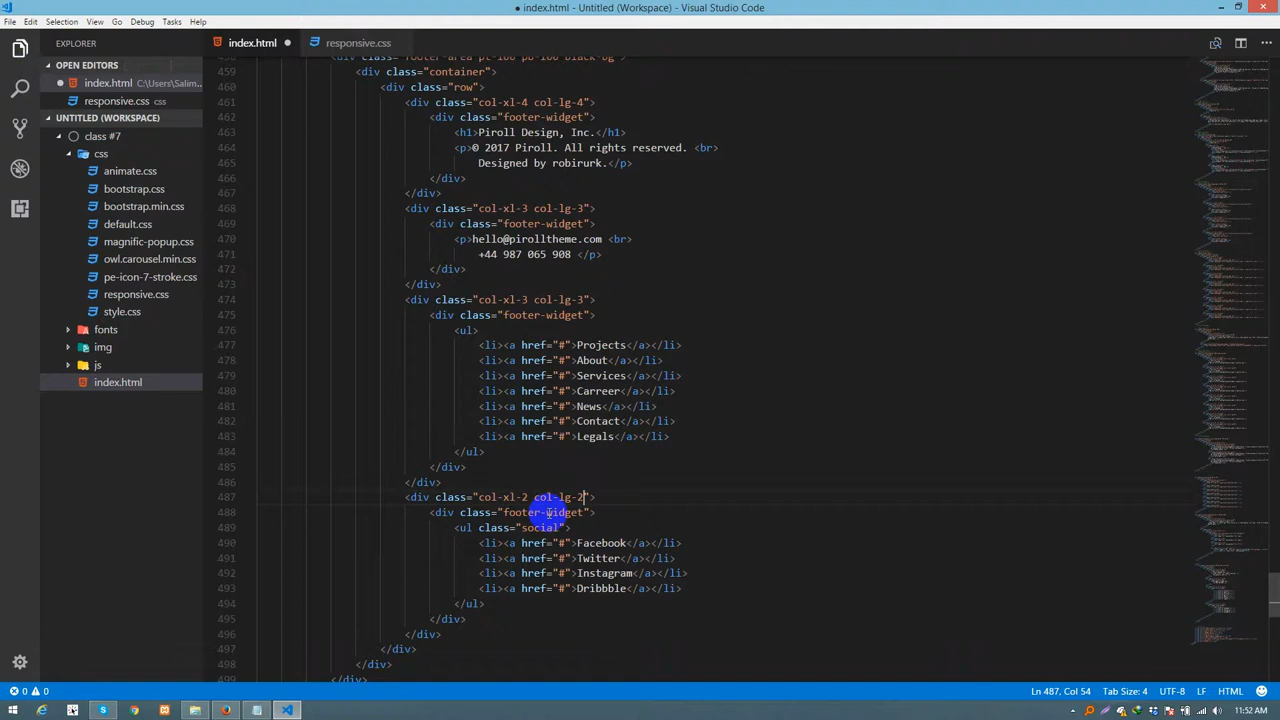 ● index.html - Untitled (Workspace) - Visual Studio Code
File Edit Selection View Go Debug Tasks Help
EXPLORER
index.html
responsive.css
OPEN EDITORS
index.html C:\Users\Salim...
responsive.css css
UNTITLED (WORKSPACE)
class #7
css
animate.css
bootstrap.css
bootstrap.min.css
default.css
magnific-popup.css
owl.carousel.min.css
pe-icon-7-stroke.css
responsive.css
style.css
fonts
img
js
index.html
458 <div class="footer-area pt-100 pb-100 black-bg">
459 <div class="container">
460 <div class="row">
461 <div class="col-xl-4 col-lg-4">
462 <div class="footer-widget">
463 <h1>Piroll Design, Inc.</h1>
464 <p>© 2017 Piroll. All rights reserved. <br>
465 Designed by robirurk.</p>
466 </div>
467 </div>
468 <div class="col-xl-3 col-lg-3">
469 <div class="footer-widget">
470 <p>hello@pirolltheme.com <br>
471 +44 987 065 908 </p>
472 </div>
473 </div>
474 <div class="col-xl-3 col-lg-3">
475 <div class="footer-widget">
476 <ul>
477 <li><a href="#">Projects</a></li>
478 <li><a href="#">About</a></li>
479 <li><a href="#">Services</a></li>
480 <li><a href="#">Carrer</a></li>
481 <li><a href="#">News</a></li>
482 <li><a href="#">Contact</a></li>
483 <li><a href="#">Legals</a></li>
484 </ul>
485 </div>
486 </div>
487 <div class="col-xl-2 col-lg-2">
488 <div class="footer-widget">
489 <ul class="social">
490 <li><a href="#">Facebook</a></li>
491 <li><a href="#">Twitter</a></li>
492 <li><a href="#">Instagram</a></li>
493 <li><a href="#">Dribbble</a></li>
494 </ul>
495 </div>
496 </div>
497 </div>
498 </div>
499 </div>
0 0 Ln 487, Col 54 Tab Size: 4 UTF-8 LF HTML
11:52 AM